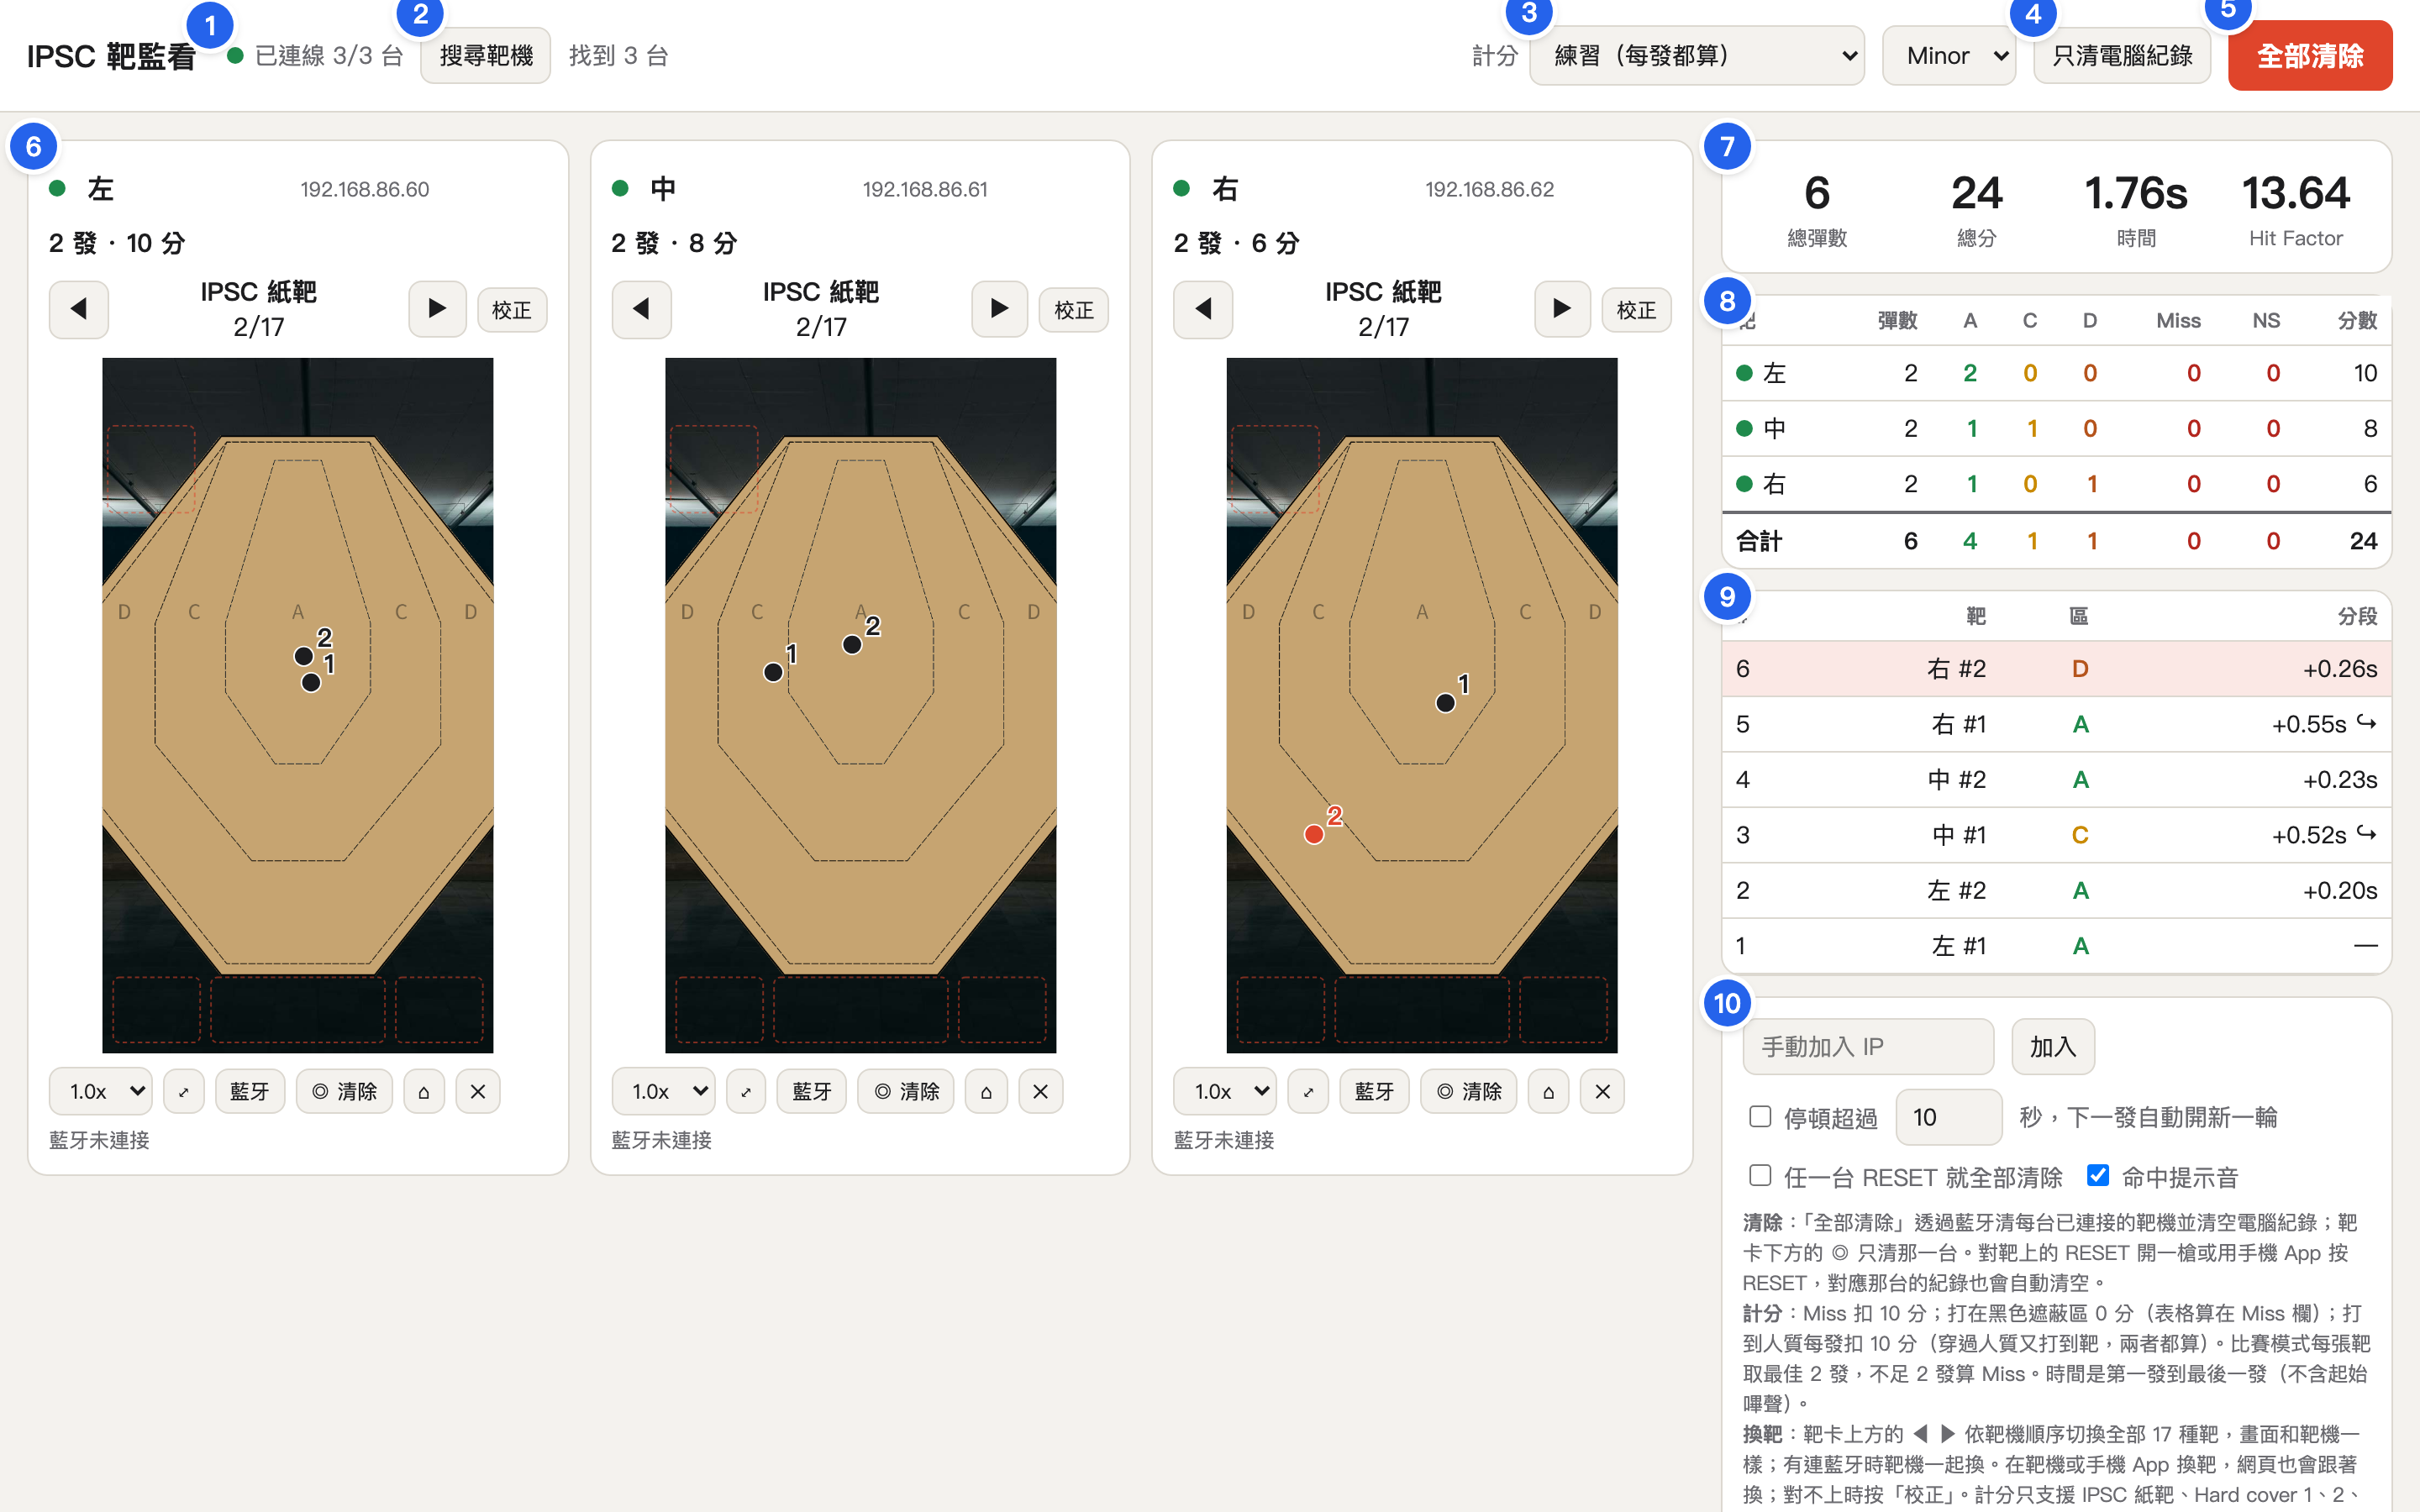 1 2 3 4 5
IPSC 靶監看 已連線 3/3 台 搜尋靶機 找到 3 台 計分 練習（每發都算） Minor 只清電腦紀錄 全部清除
6
左 192.168.86.60
2 發 · 10 分
◀ IPSC 紙靶 ▶ 校正
2/17
D C A C D
2
1
1.0x ⤢ 藍牙 ◎ 清除 ⌂ ×
藍牙未連接
中 192.168.86.61
2 發 · 8 分
◀ IPSC 紙靶 ▶ 校正
2/17
D C A C D
2
1
1.0x ⤢ 藍牙 ◎ 清除 ⌂ ×
藍牙未連接
右 192.168.86.62
2 發 · 6 分
◀ IPSC 紙靶 ▶ 校正
2/17
D C A C D
1
2
1.0x ⤢ 藍牙 ◎ 清除 ⌂ ×
藍牙未連接
7
6 24 1.76s 13.64
總彈數 總分 時間 Hit Factor
8
彈數 A C D Miss NS 分數
左 2 2 0 0 0 0 10
中 2 1 1 0 0 0 8
右 2 1 0 1 0 0 6
合計 6 4 1 1 0 0 24
9
靶 區 分段
6 右 #2 D +0.26s
5 右 #1 A +0.55s ↪
4 中 #2 A +0.23s
3 中 #1 C +0.52s ↪
2 左 #2 A +0.20s
1 左 #1 A —
10
手動加入 IP 加入
停頓超過 10 秒，下一發自動開新一輪
任一台 RESET 就全部清除 命中提示音
清除：「全部清除」透過藍牙清每台已連接的靶機並清空電腦紀錄；靶
卡下方的 ◎ 只清那一台。對靶上的 RESET 開一槍或用手機 App 按
RESET，對應那台的紀錄也會自動清空。
計分：Miss 扣 10 分；打在黑色遮蔽區 0 分（表格算在 Miss 欄）；打
到人質每發扣 10 分（穿過人質又打到靶，兩者都算）。比賽模式每張靶
取最佳 2 發，不足 2 發算 Miss。時間是第一發到最後一發（不含起始
嗶聲）。
換靶：靶卡上方的 ◀ ▶ 依靶機順序切換全部 17 種靶，畫面和靶機一
樣；有連藍牙時靶機一起換。在靶機或手機 App 換靶，網頁也會跟著
換；對不上時按「校正」。計分只支援 IPSC 紙靶、Hard cover 1、2、